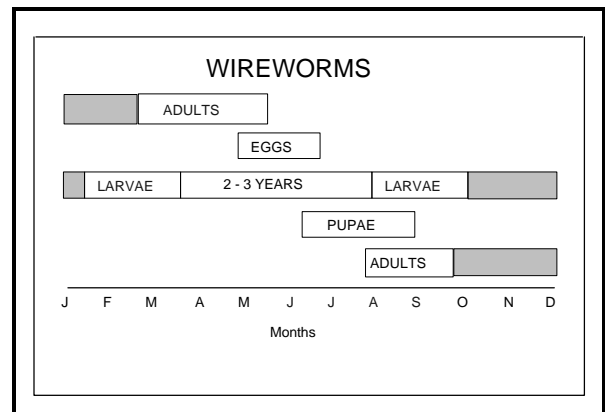 WIREWORMS
ADULTS
EGGS
LARVAE 2 - 3 YEARS LARVAE
PUPAE
ADULTS
J F M A M J J A S O N D
Months